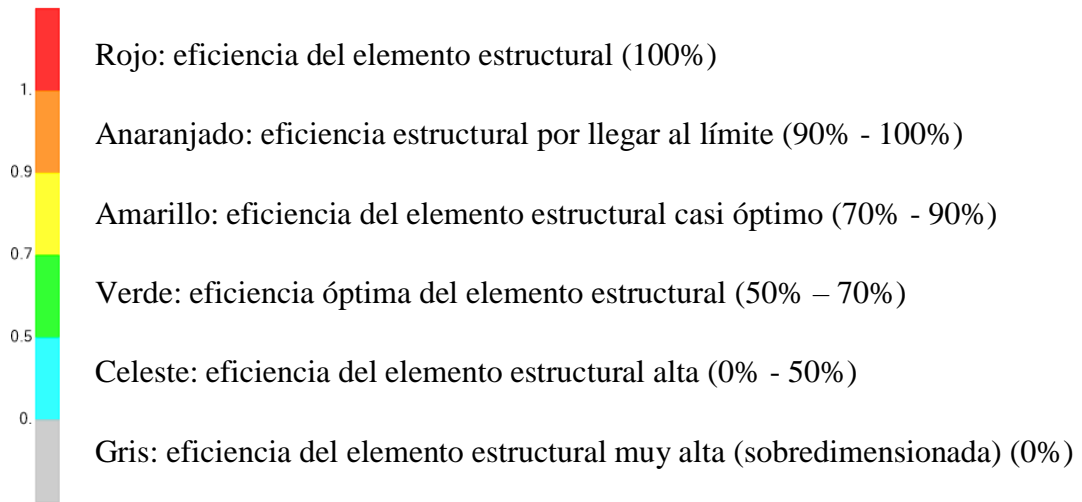 Rojo: eficiencia del elemento estructural (100%)
1.
Anaranjado: eficiencia estructural por llegar al límite (90% - 100%)
0.9
Amarillo: eficiencia del elemento estructural casi óptimo (70% - 90%)
0.7
Verde: eficiencia óptima del elemento estructural (50% – 70%)
0.5
Celeste: eficiencia del elemento estructural alta (0% - 50%)
0.
Gris: eficiencia del elemento estructural muy alta (sobredimensionada) (0%)